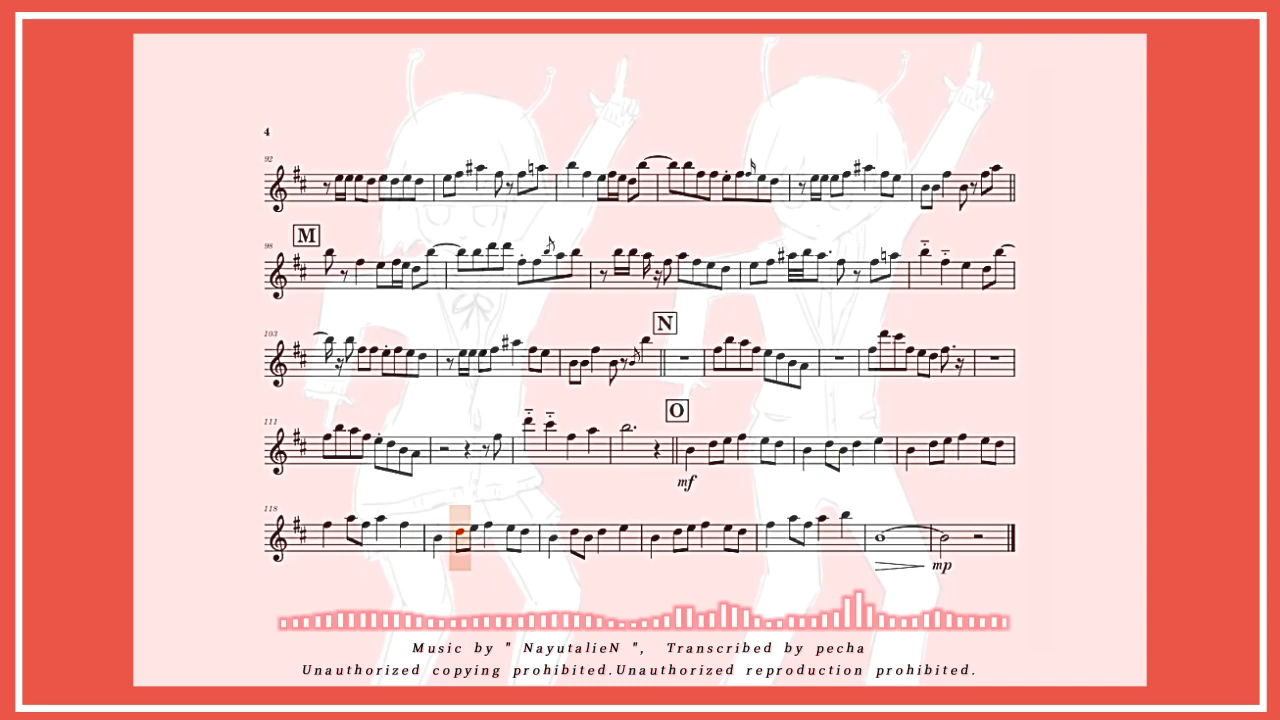 4
92
M
98
103
N
111
O
mf
118
mp
Music by " NayutalieN ", Transcribed by pecha
Unauthorized copying prohibited.Unauthorized reproduction prohibited.